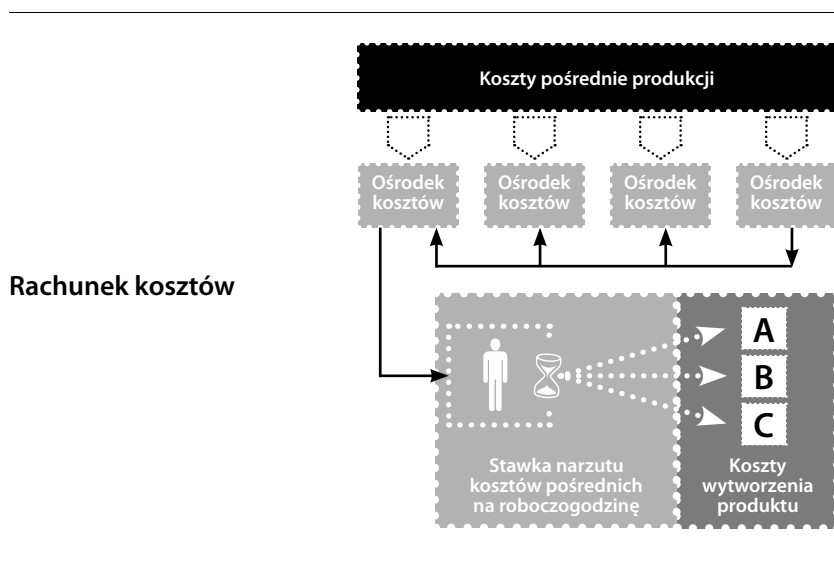 Koszty pośrednie produkcji
Ośrodek
kosztów
Ośrodek
kosztów
Ośrodek
kosztów
Ośrodek
kosztów
Rachunek kosztów
A
B
C
Stawka narzutu
kosztów pośrednich
na roboczogodzinę
Koszty
wytworzenia
produktu